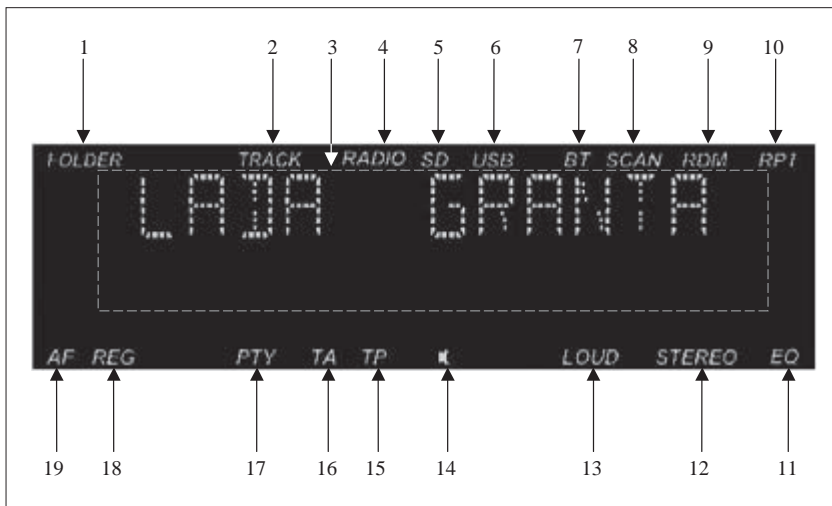 1 2 3 4 5 6 7 8 9 10
FOLDER TRACK RADIO SD USB BT SCAN RDM RPT
LADA GRANTA
AF REG PTY TA TP LOUD STEREO EQ
19 18 17 16 15 14 13 12 11